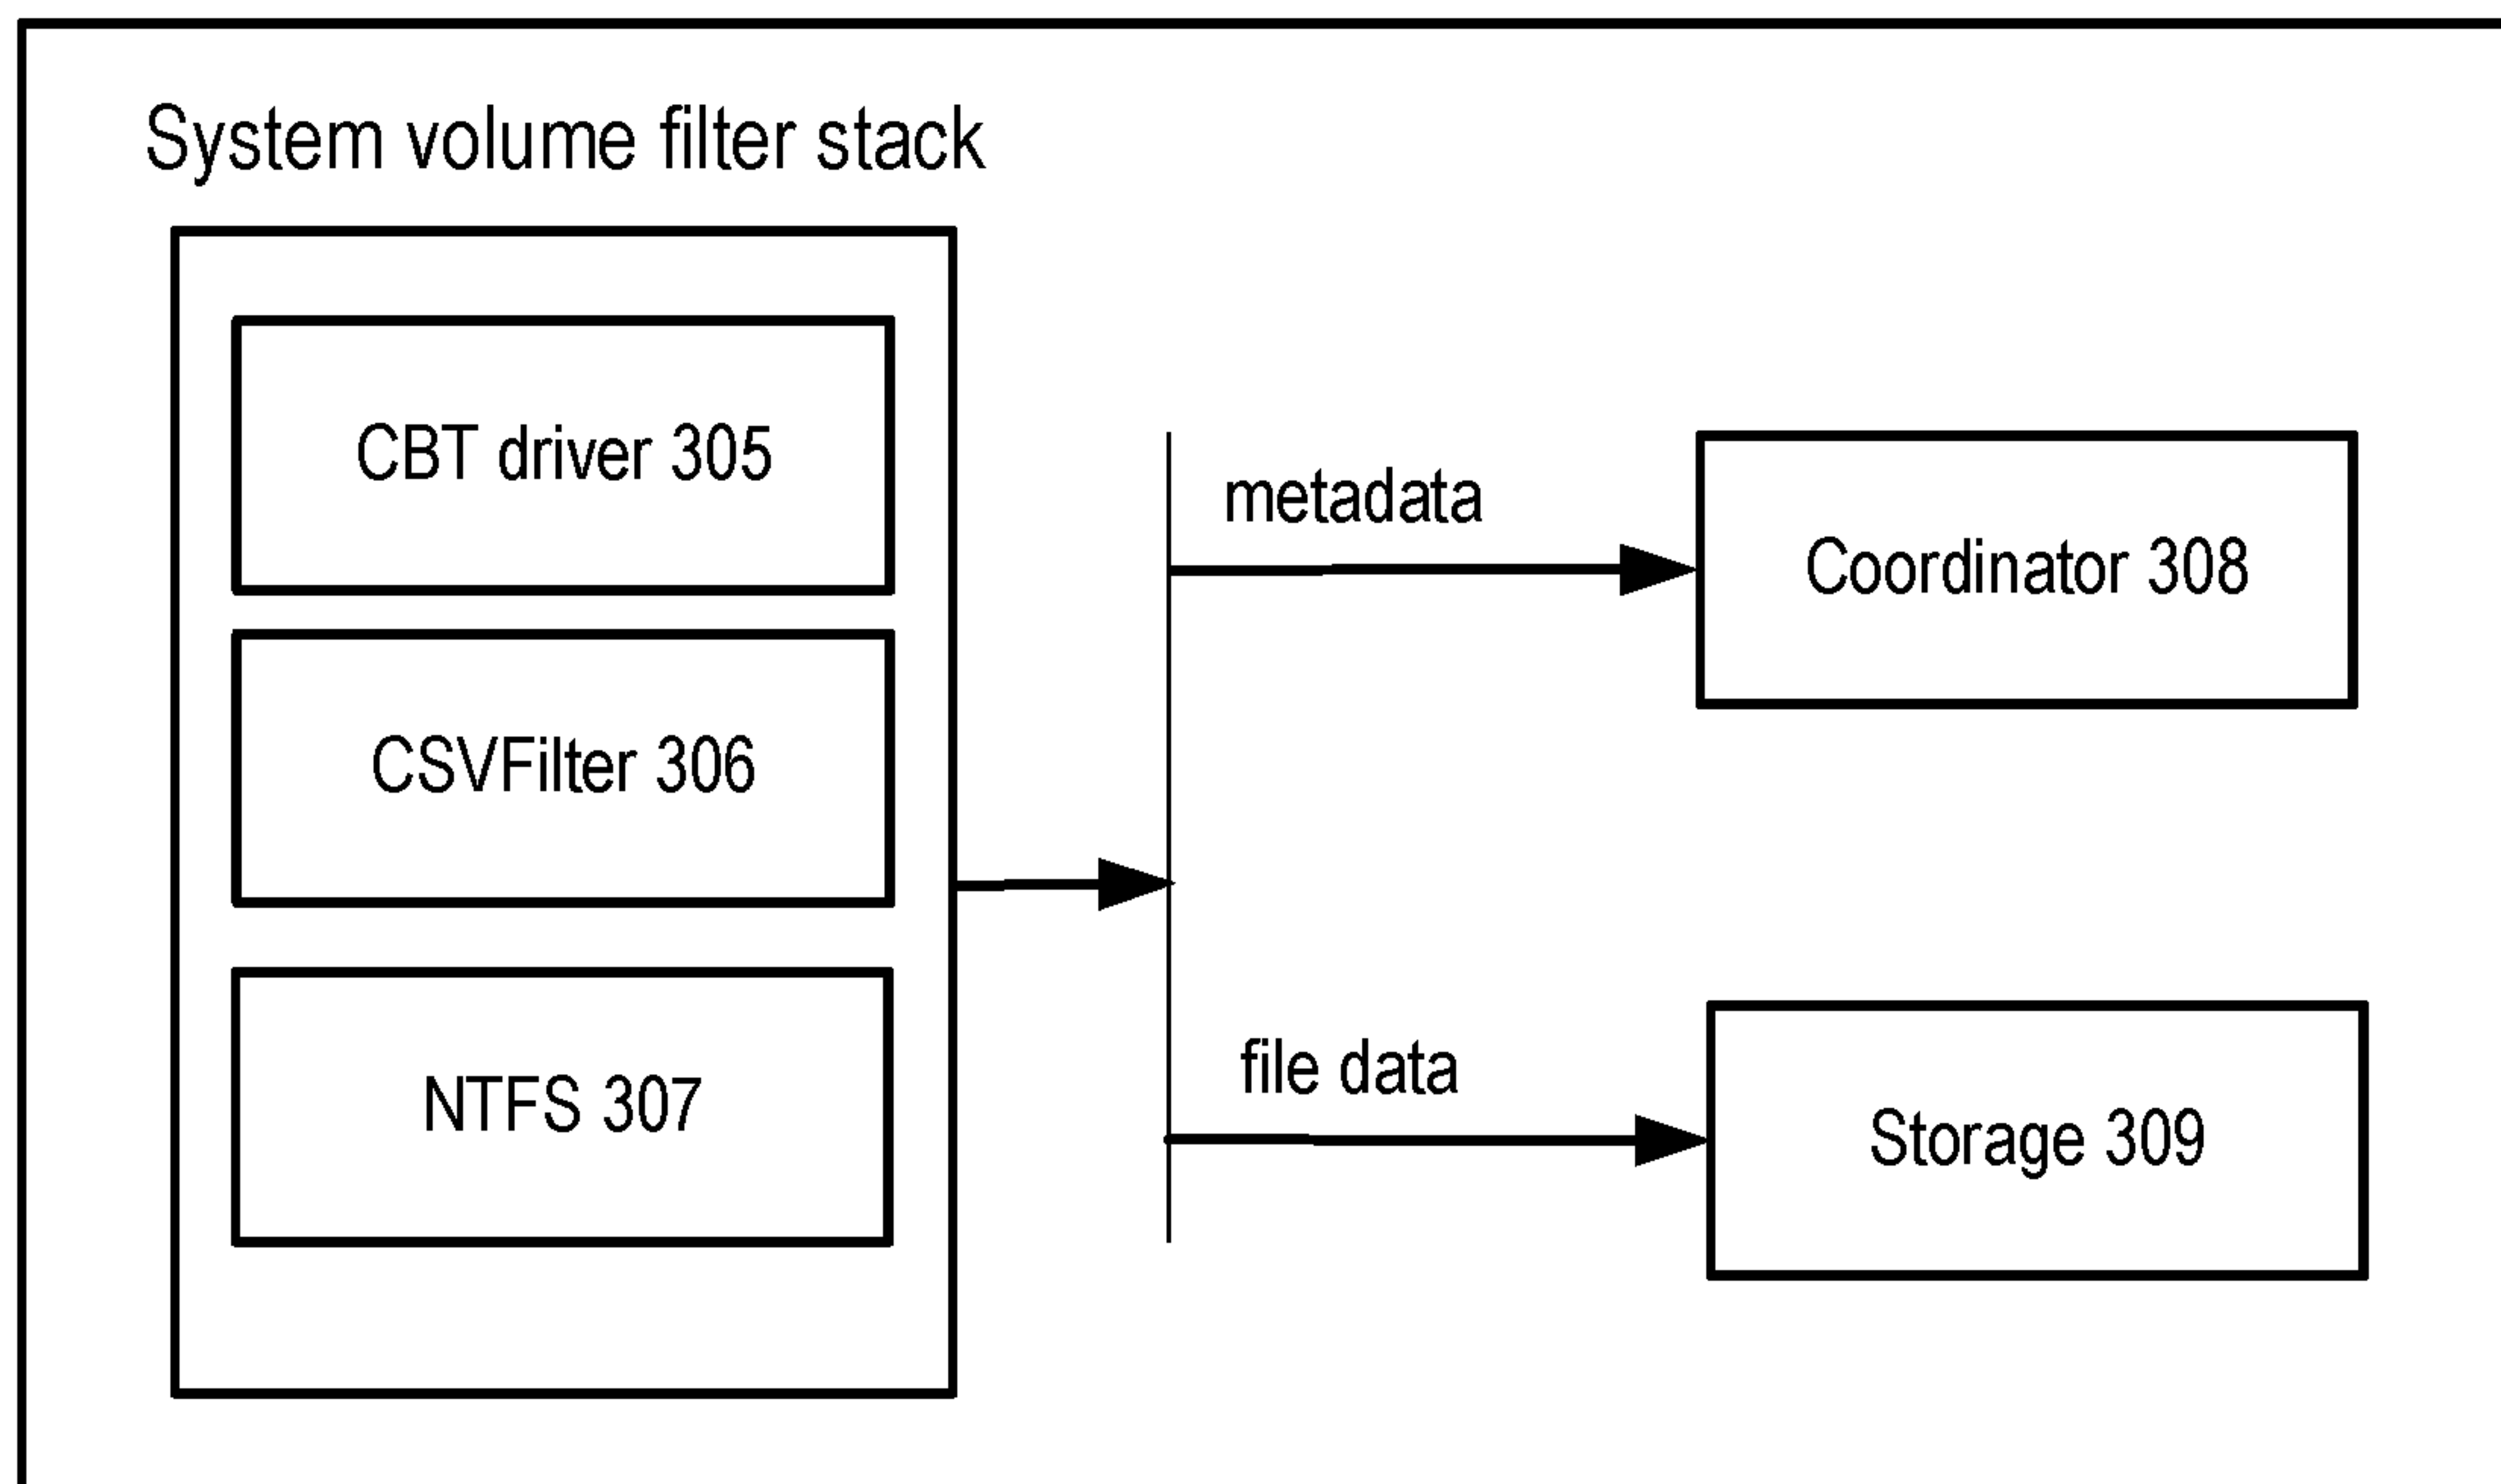 System volume filter stack
CBT driver 305
CSVFilter 306
NTFS 307
metadata
Coordinator 308
file data
Storage 309